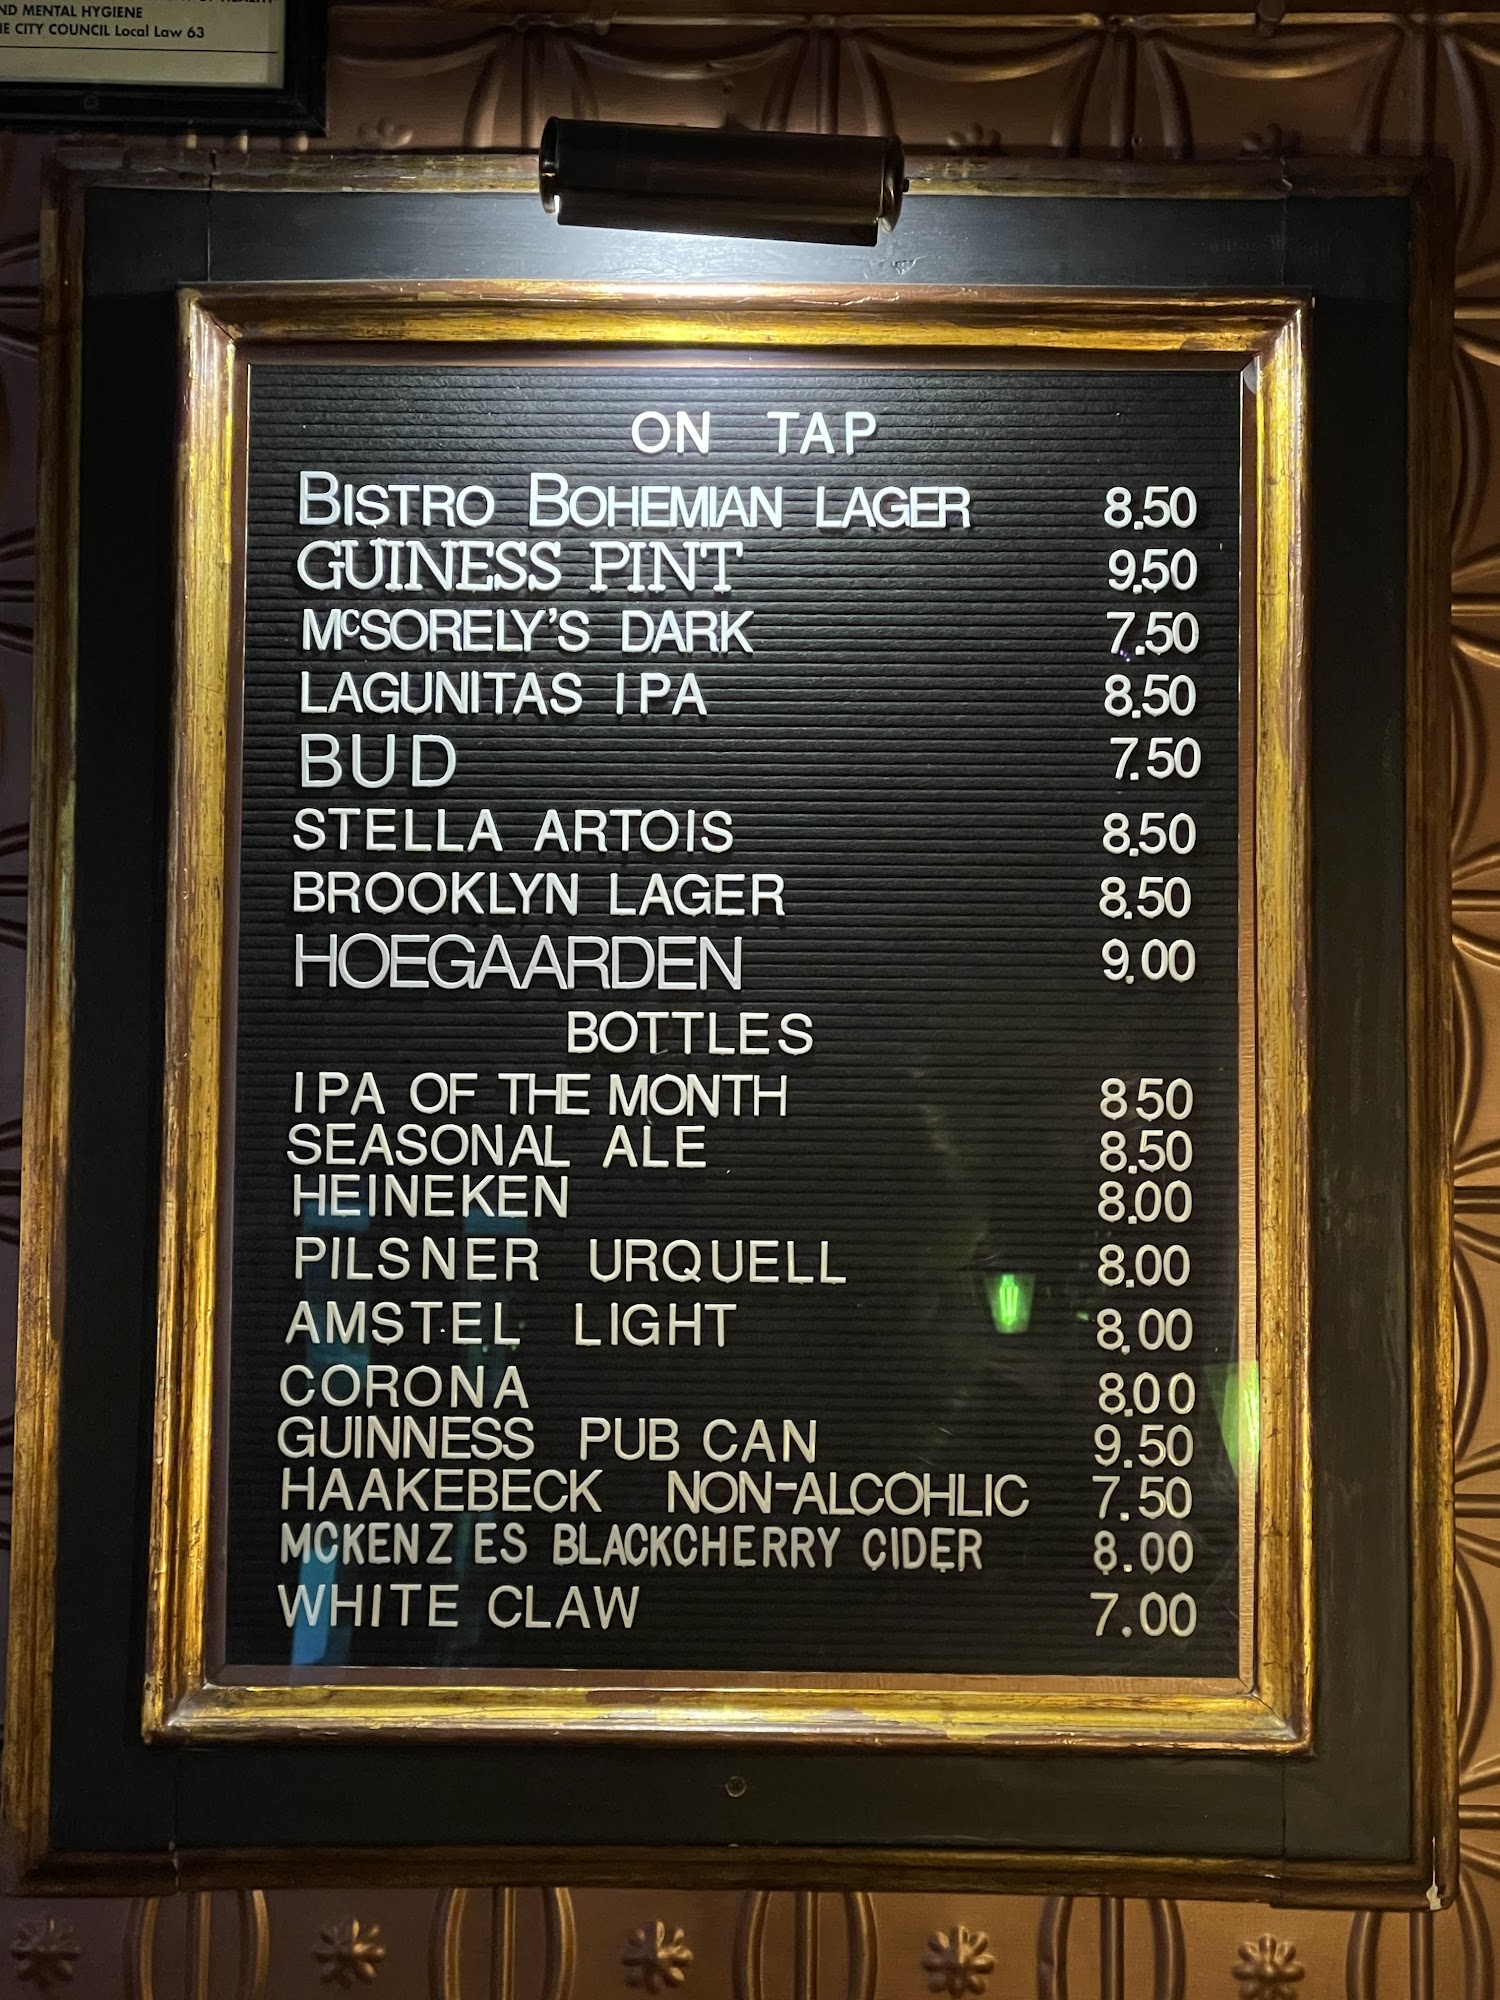 ND MENTAL HYGIENE
E CITY COUNCIL Local Law 63
ON TAP
BISTRO BOHEMIAN LAGER 8.50
GUINESS PINT 9.50
McSORELY'S DARK 7.50
LAGUNITAS IPA 8.50
BUD 7.50
STELLA ARTOIS 8.50
BROOKLYN LAGER 8.50
HOEGAARDEN 9.00
BOTTLES
IPA OF THE MONTH 8 50
SEASONAL ALE 8.50
HEINEKEN 8.00
PILSNER URQUELL 8.00
AMSTEL LIGHT 8.00
CORONA 8.00
GUINNESS PUB CAN 9.50
HAAKEBECK NON-ALCOHLIC 7.50
MCKENZ ES BLACKCHERRY CIDER 8.00
WHITE CLAW 7.00